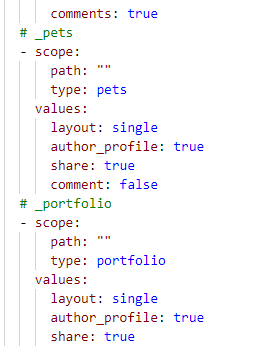 comments: true
# _pets
- scope:
path: ""
type: pets
values:
layout: single
author_profile: true
share: true
comment: false
# _portfolio
- scope:
path: ""
type: portfolio
values:
layout: single
author_profile: true
share: true